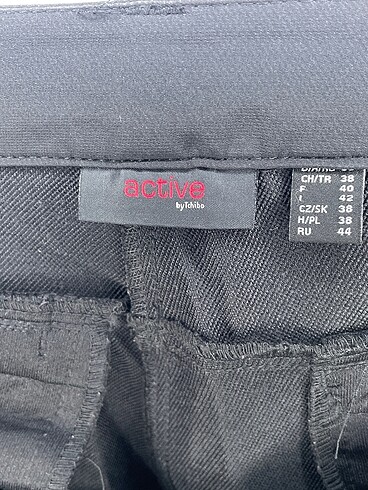 active
byTchibo
CH/TR 38
F 40
I 42
CZ/SK 38
H/PL 38
RU 44